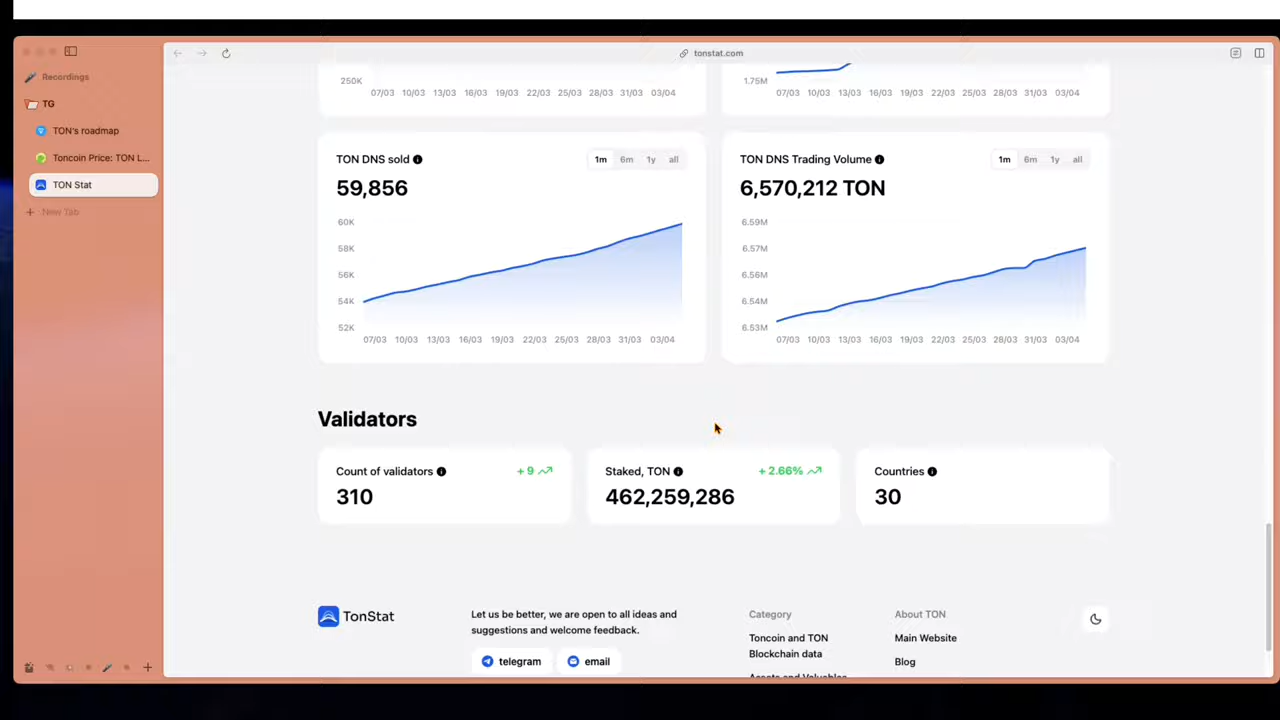 tonstat.com
Recordings
TG
TON's roadmap
Toncoin Price: TON L...
TON Stat
New Tab
250K
07/03 10/03 13/03 16/03 19/03 22/03 25/03 28/03 31/03 03/04
1.75M
07/03 10/03 13/03 16/03 19/03 22/03 25/03 28/03 31/03 03/04
TON DNS sold
1m 6m 1y all
59,856
60K
58K
56K
54K
52K
07/03 10/03 13/03 16/03 19/03 22/03 25/03 28/03 31/03 03/04
TON DNS Trading Volume
1m 6m 1y all
6,570,212 TON
6.59M
6.57M
6.56M
6.54M
6.53M
07/03 10/03 13/03 16/03 19/03 22/03 25/03 28/03 31/03 03/04
Validators
Count of validators
+ 9
310
Staked, TON
+ 2.66%
462,259,286
Countries
30
TonStat
Let us be better, we are open to all ideas and
suggestions and welcome feedback.
telegram
email
Category
Toncoin and TON
Blockchain data
Assets and Valuables
About TON
Main Website
Blog